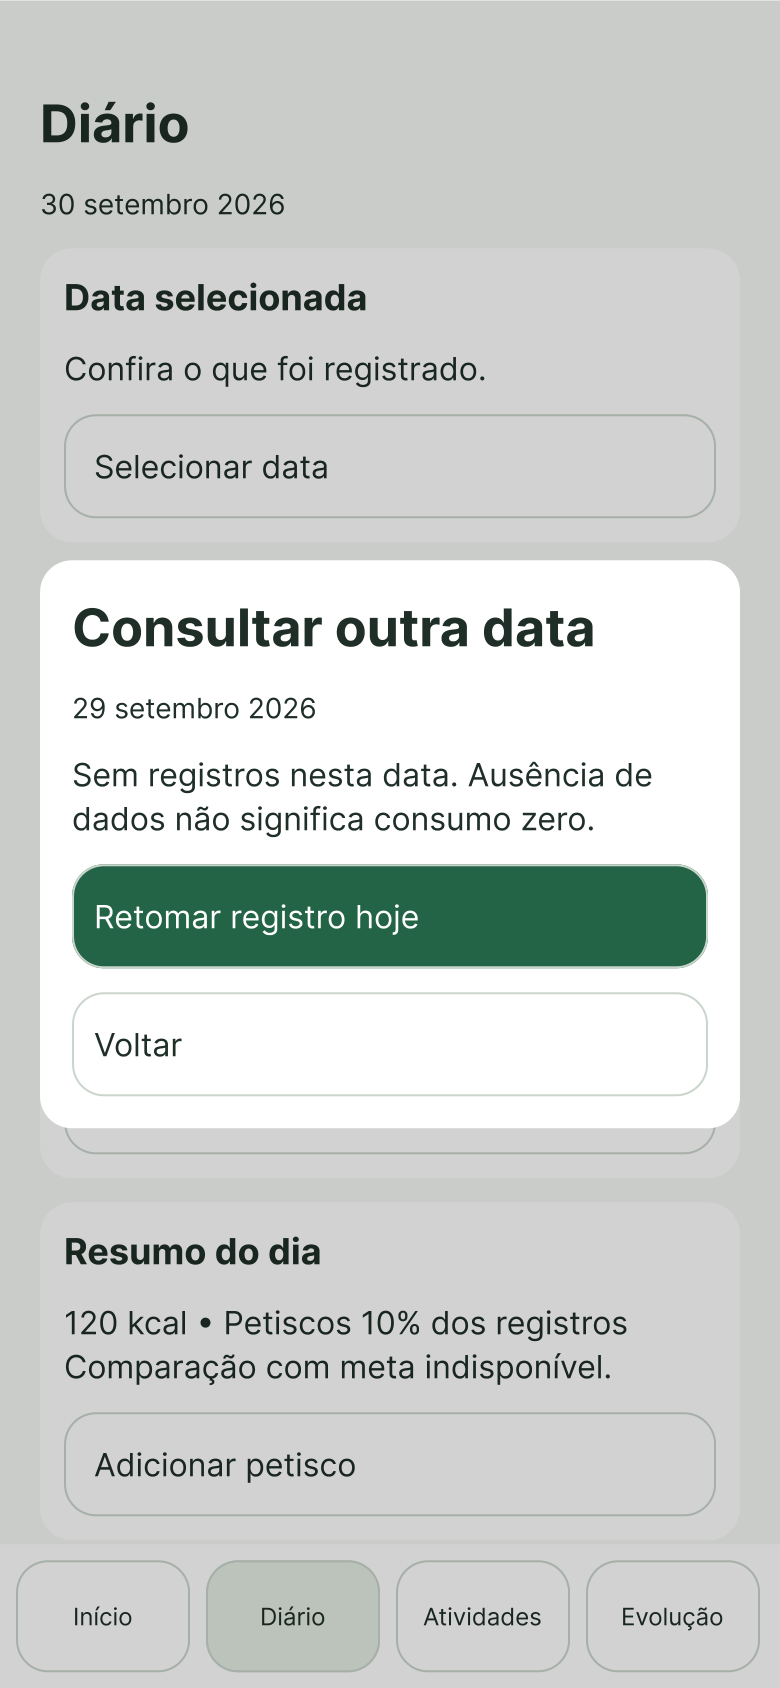 Diário
30 setembro 2026
Data selecionada
Confira o que foi registrado.
Selecionar data
Consultar outra data
29 setembro 2026
Sem registros nesta data. Ausência de
dados não significa consumo zero.
Retomar registro hoje
Voltar
Resumo do dia
120 kcal • Petiscos 10% dos registros
Comparação com meta indisponível.
Adicionar petisco
Início
Diário
Atividades
Evolução